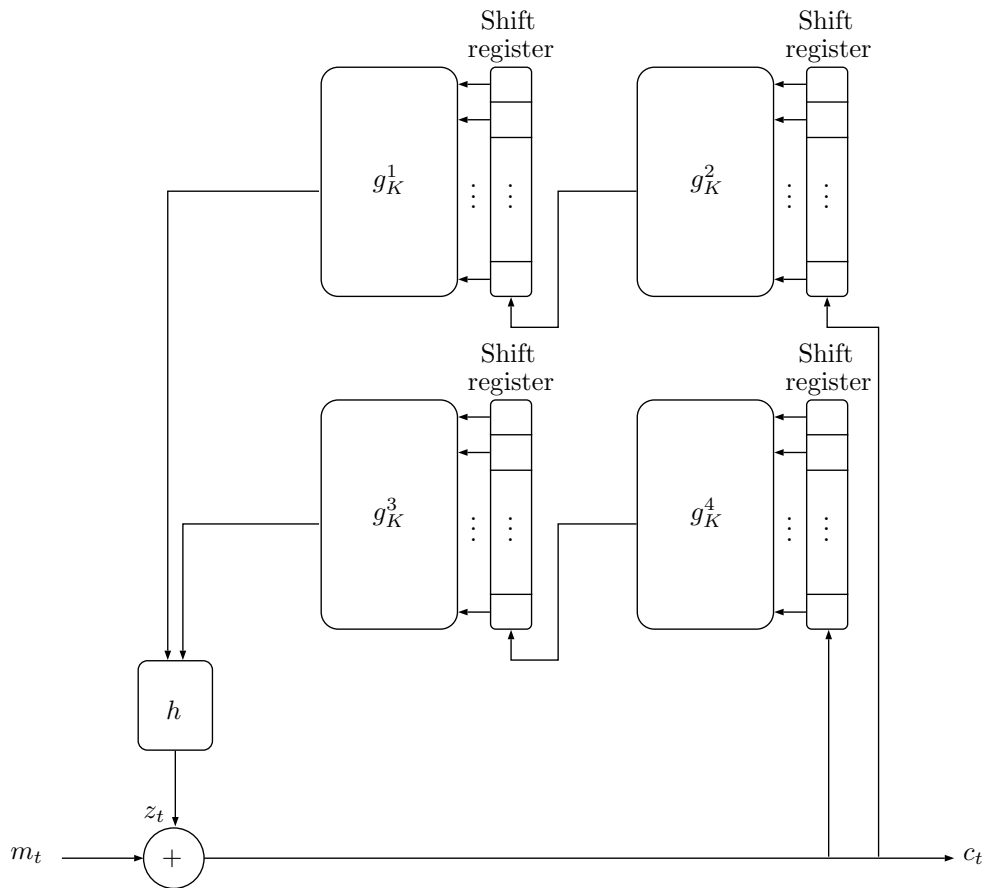 Shift
register
Shift
register
g_K^1
⋮
⋮
g_K^2
⋮
⋮
Shift
register
Shift
register
g_K^3
⋮
⋮
g_K^4
⋮
⋮
h
z_t
m_t
+
c_t